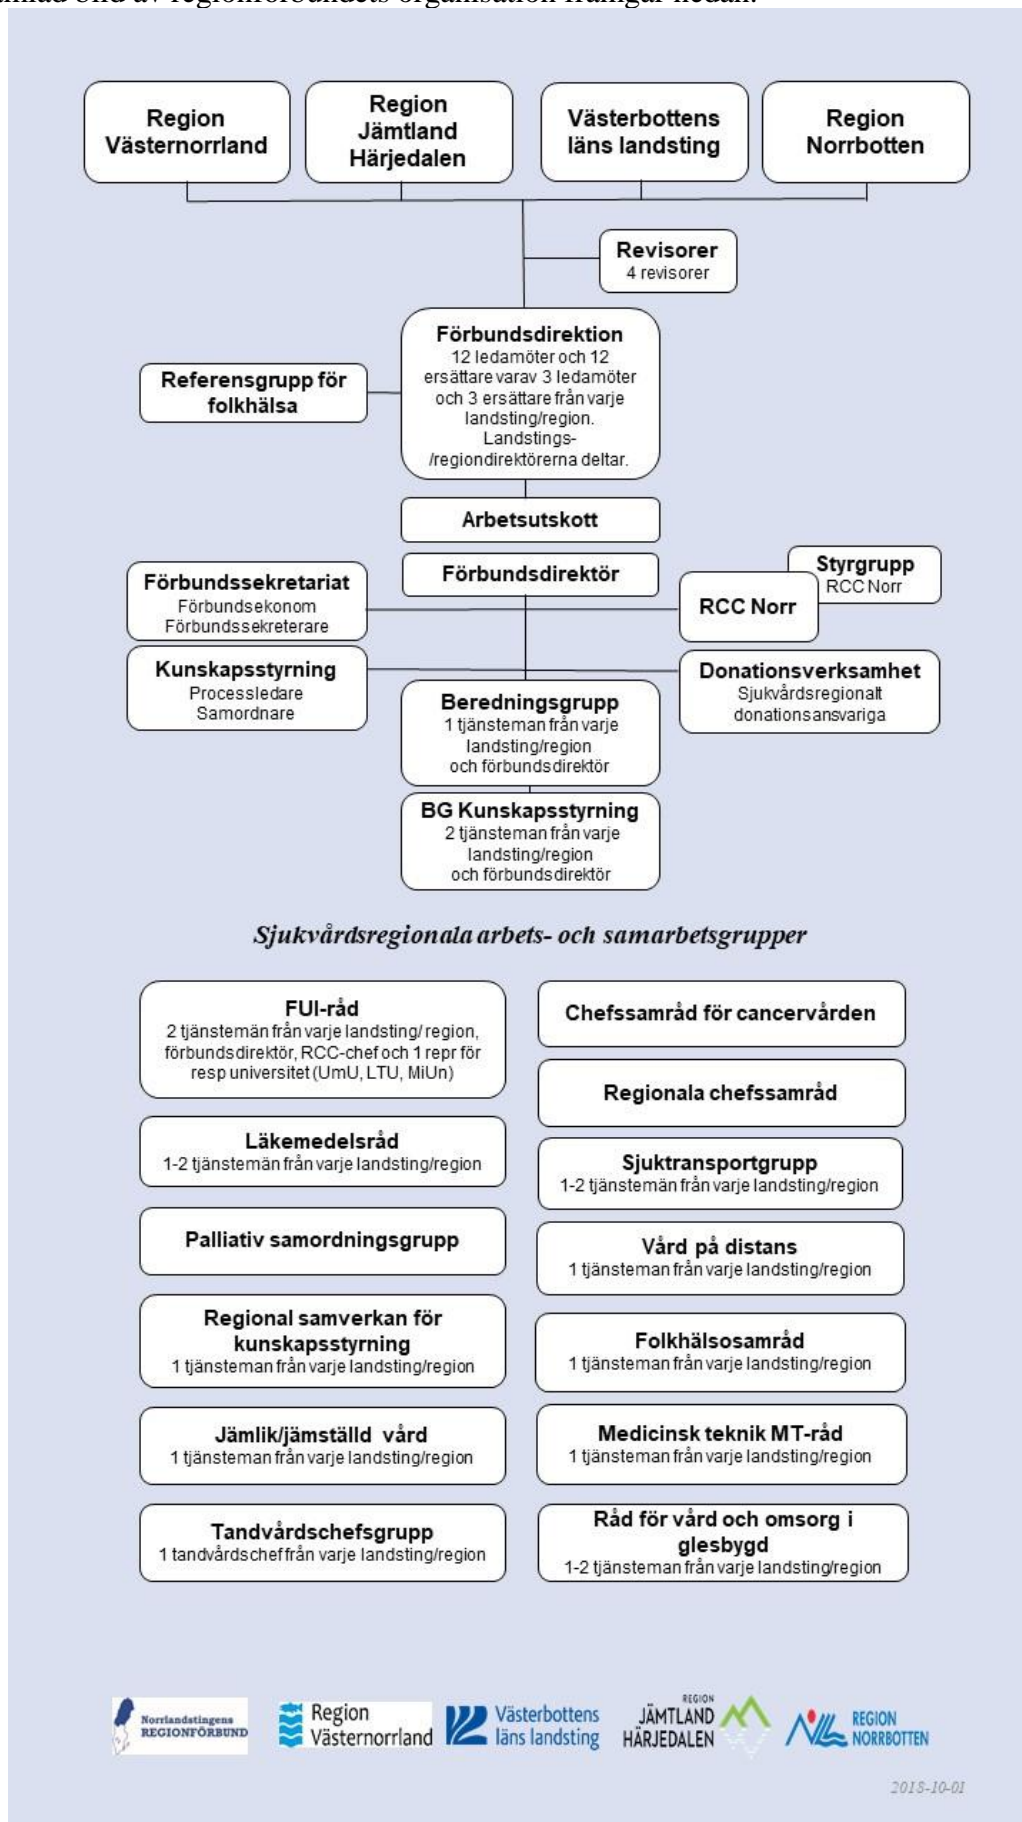 bild av regionförbundets organisation framgår nedan.
Region
Västernorrland
Region
Jämtland
Härjedalen
Västerbottens
läns landsting
Region
Norrbotten
Revisorer
4 revisorer
Förbundsdirektion
12 ledamöter och 12
ersättare varav 3 ledamöter
och 3 ersättare från varje
landsting/region.
Landstings-
/regiondirektörerna deltar.
Referensgrupp för
folkhälsa
Arbetsutskott
Förbundsdirektör
Förbundssekretariat
Förbundsekonom
Förbundssekreterare
Styrgrupp
RCC Norr
RCC Norr
Kunskapsstyrning
Processledare
Samordnare
Donationsverksamhet
Sjukvårdsregionalt
donationsansvariga
Beredningsgrupp
1 tjänsteman från varje
landsting/region
och förbundsdirektör
BG Kunskapsstyrning
2 tjänsteman från varje
landsting/region
och förbundsdirektör
Sjukvårdsregionala arbets- och samarbetsgrupper
FUI-råd
2 tjänstemän från varje landsting/ region,
förbundsdirektör, RCC-chef och 1 repr för
resp universitet (UmU, LTU, MiUn)
Chefssamråd för cancervården
Regionala chefssamråd
Läkemedelsråd
1-2 tjänstemän från varje landsting/region
Sjuktransportgrupp
1-2 tjänstemän från varje landsting/region
Palliativ samordningsgrupp
Vård på distans
1 tjänsteman från varje landsting/region
Regional samverkan för
kunskapsstyrning
1 tjänsteman från varje landsting/region
Folkhälsosamråd
1 tjänsteman från varje landsting/region
Jämlik/jämställd vård
1 tjänsteman från varje landsting/region
Medicinsk teknik MT-råd
1 tjänsteman från varje landsting/region
Tandvårdschefsgrupp
1 tandvårdschef från varje landsting/region
Råd för vård och omsorg i
glesbygd
1-2 tjänsteman från varje landsting/region
Norrlandstingens
REGIONFÖRBUND
Region
Västernorrland
Västerbottens
läns landsting
REGION
JÄMTLAND
HÄRJEDALEN
REGION
NORRBOTTEN
2018-10-01